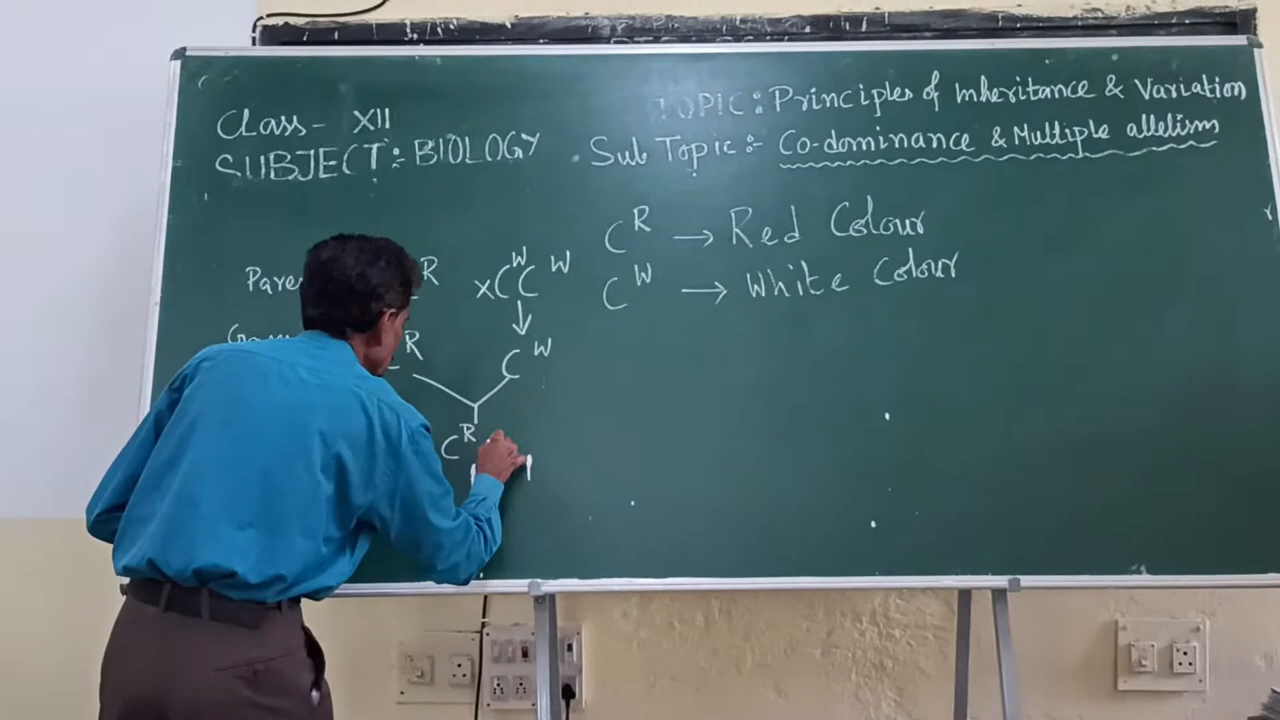 Class- XII
TOPIC:Principles of Inheritance & Variation
SUBJECT:-BIOLOGY
Sub Topic:- Co-dominance & Multiple allelism
C^R → Red Colour
C^W → White Colour
R xC^W C^W
R C^W
C^R